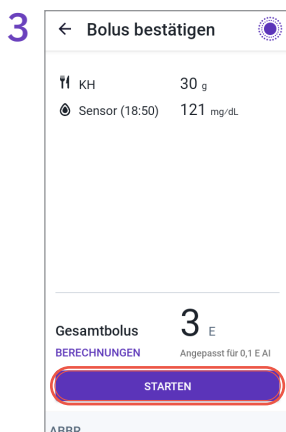 3
Bolus bestätigen
KH 30 g
Sensor (18:50) 121 mg/dL
Gesamtbolus 3 E
BERECHNUNGEN Angepasst für 0,1 E AI
STARTEN